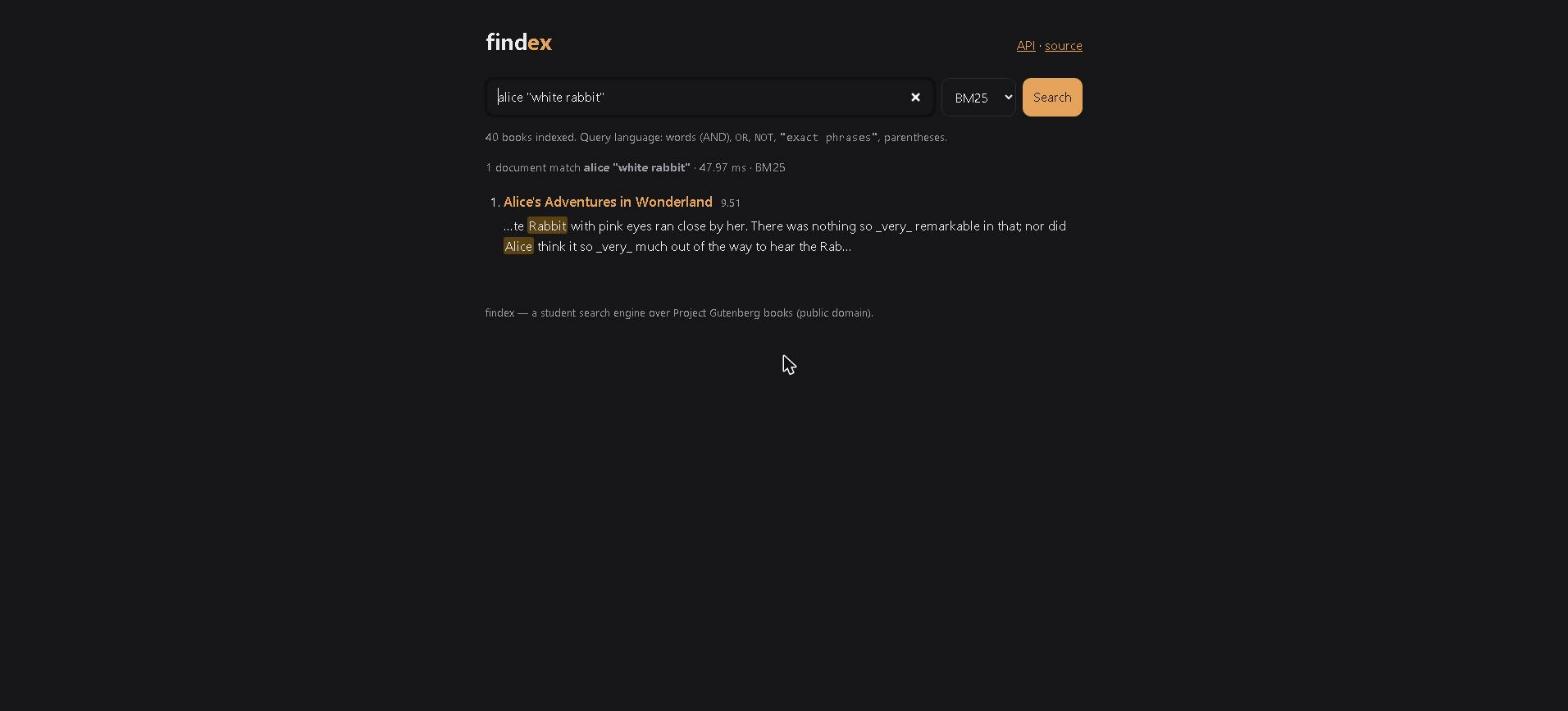 findex
API · source
alice "white rabbit"
BM25
Search
40 books indexed. Query language: words (AND), OR, NOT, "exact phrases", parentheses.
1 document match alice "white rabbit" · 47.97 ms · BM25
1. Alice's Adventures in Wonderland 9.51
...te Rabbit with pink eyes ran close by her. There was nothing so _very_ remarkable in that; nor did
Alice think it so _very_ much out of the way to hear the Rab...
findex — a student search engine over Project Gutenberg books (public domain).